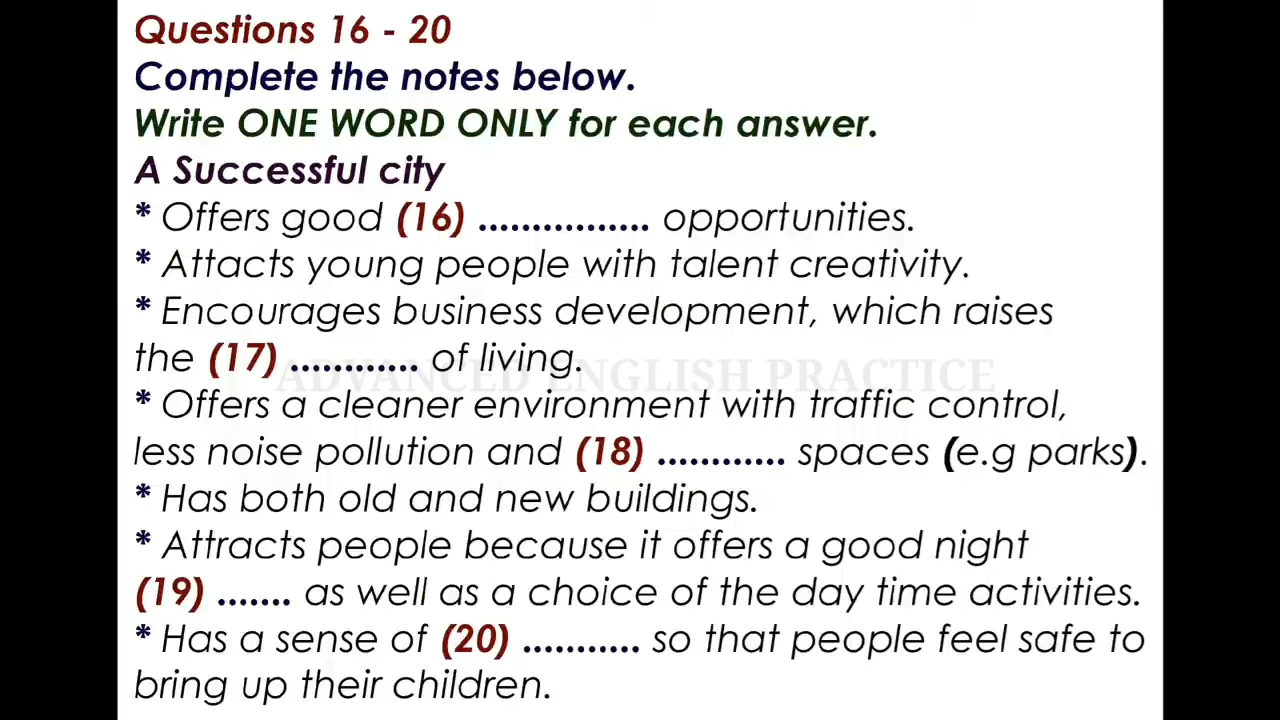 Questions 16 - 20
Complete the notes below.
Write ONE WORD ONLY for each answer.
A Successful city
* Offers good (16) ................ opportunities.
* Attacts young people with talent creativity.
* Encourages business development, which raises
the (17) ............ of living.
ADVANCED ENGLISH PRACTICE
* Offers a cleaner environment with traffic control,
less noise pollution and (18) ............ spaces (e.g parks).
* Has both old and new buildings.
* Attracts people because it offers a good night
(19) ....... as well as a choice of the day time activities.
* Has a sense of (20) ........... so that people feel safe to
bring up their children.